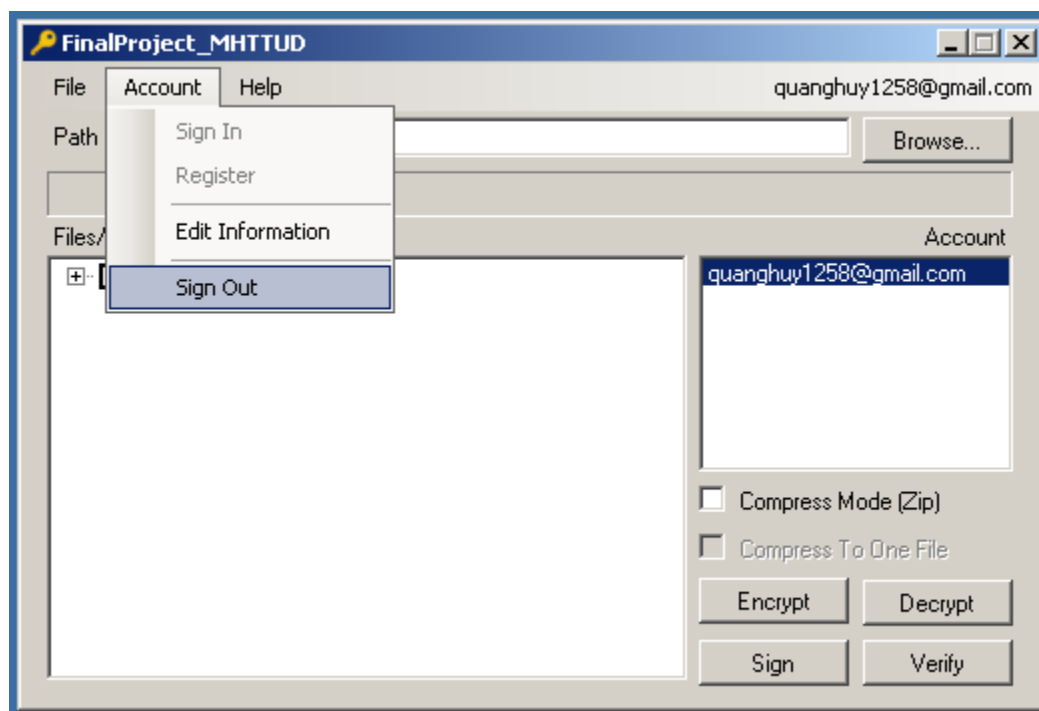 FinalProject_MHTTUD
File Account Help quanghuy1258@gmail.com
Path Browse...
Sign In
Register
Edit Information
Sign Out
Files/ Account
quanghuy1258@gmail.com
Compress Mode (Zip)
Compress To One File
Encrypt Decrypt
Sign Verify